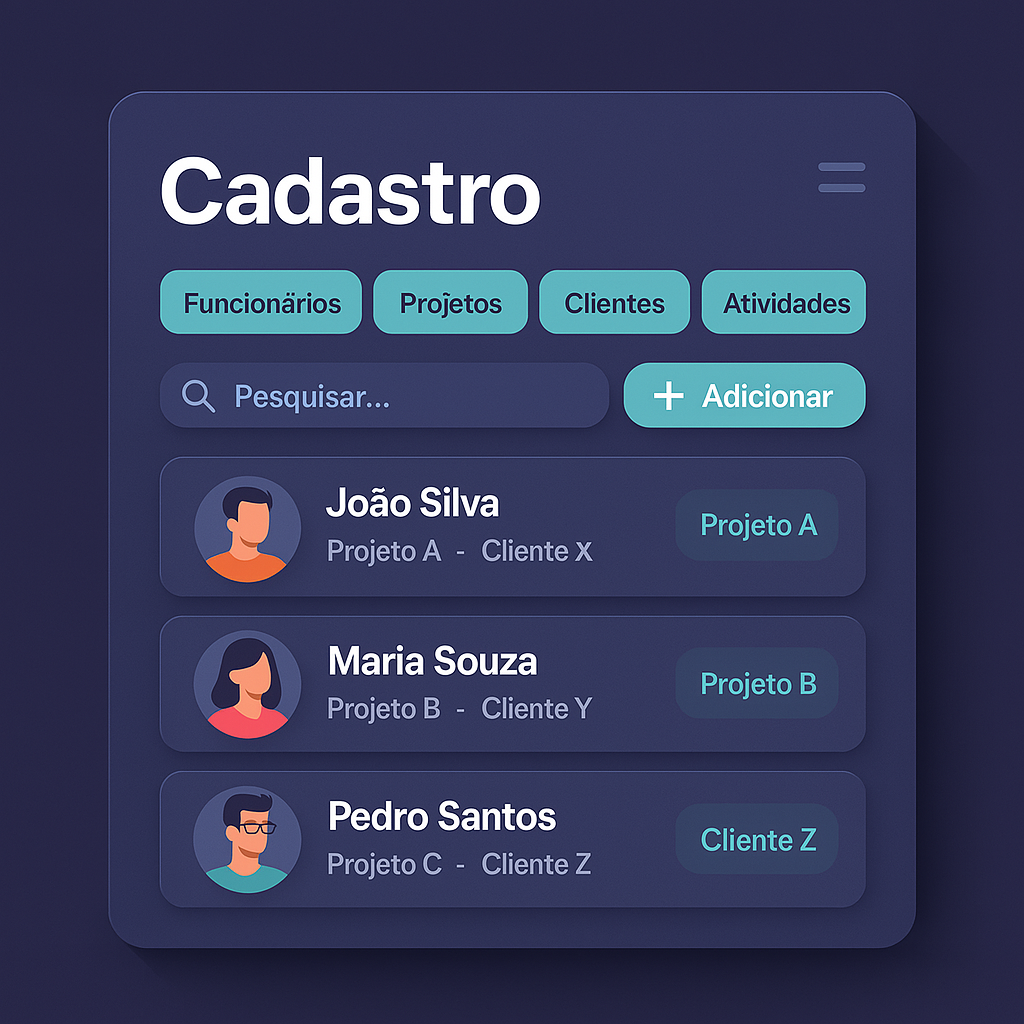 Cadastro
Funcionärios Projetos Clientes Atividades
Pesquisar... + Adicionar
João Silva
Projeto A - Cliente X
Projeto A
Maria Souza
Projeto B - Cliente Y
Projeto B
Pedro Santos
Projeto C - Cliente Z
Cliente Z